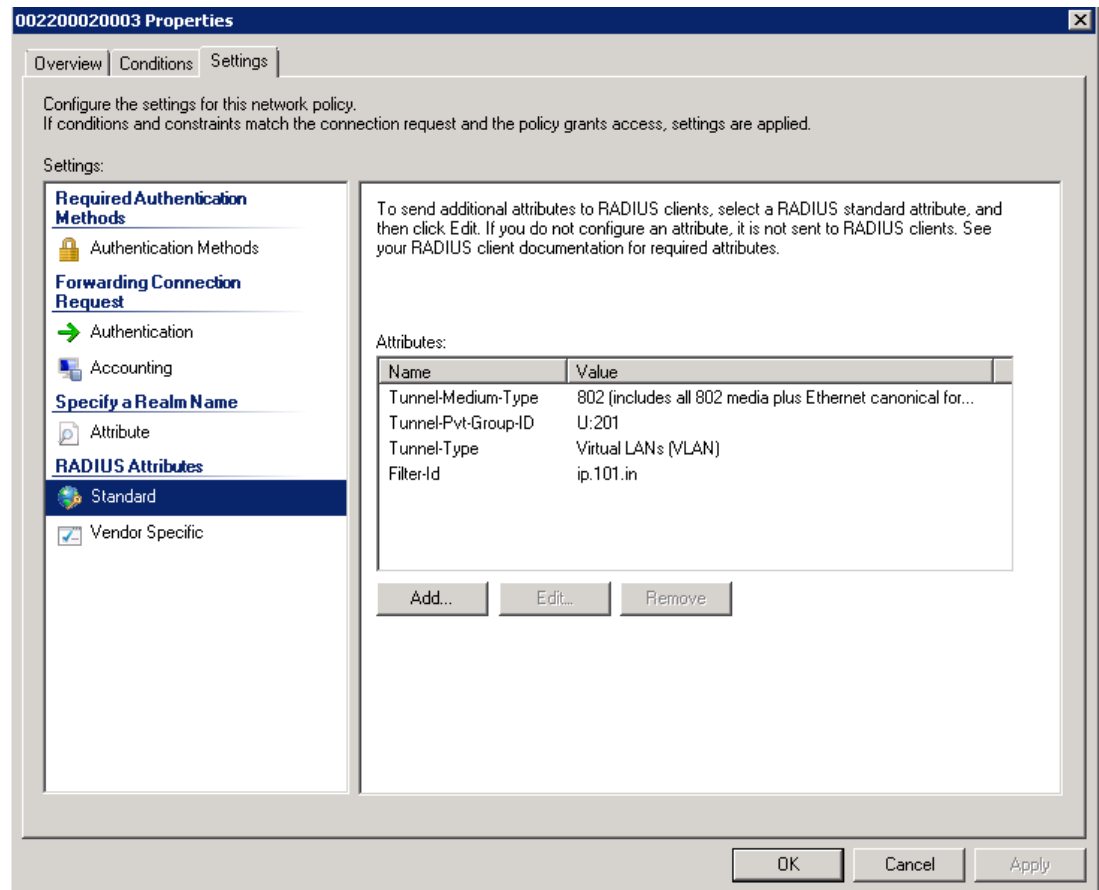 002200020003 Properties
Overview
Conditions
Settings
Configure the settings for this network policy.
If conditions and constraints match the connection request and the policy grants access, settings are applied.
Settings:
Required Authentication
Methods
Authentication Methods
Forwarding Connection
Request
Authentication
Accounting
Specify a Realm Name
Attribute
RADIUS Attributes
Standard
Vendor Specific
To send additional attributes to RADIUS clients, select a RADIUS standard attribute, and
then click Edit. If you do not configure an attribute, it is not sent to RADIUS clients. See
your RADIUS client documentation for required attributes.
Attributes:
Name Value
Tunnel-Medium-Type 802 (includes all 802 media plus Ethernet canonical for...
Tunnel-Pvt-Group-ID U:201
Tunnel-Type Virtual LANs (VLAN)
Filter-Id ip.101.in
Add... Edit... Remove
OK Cancel Apply